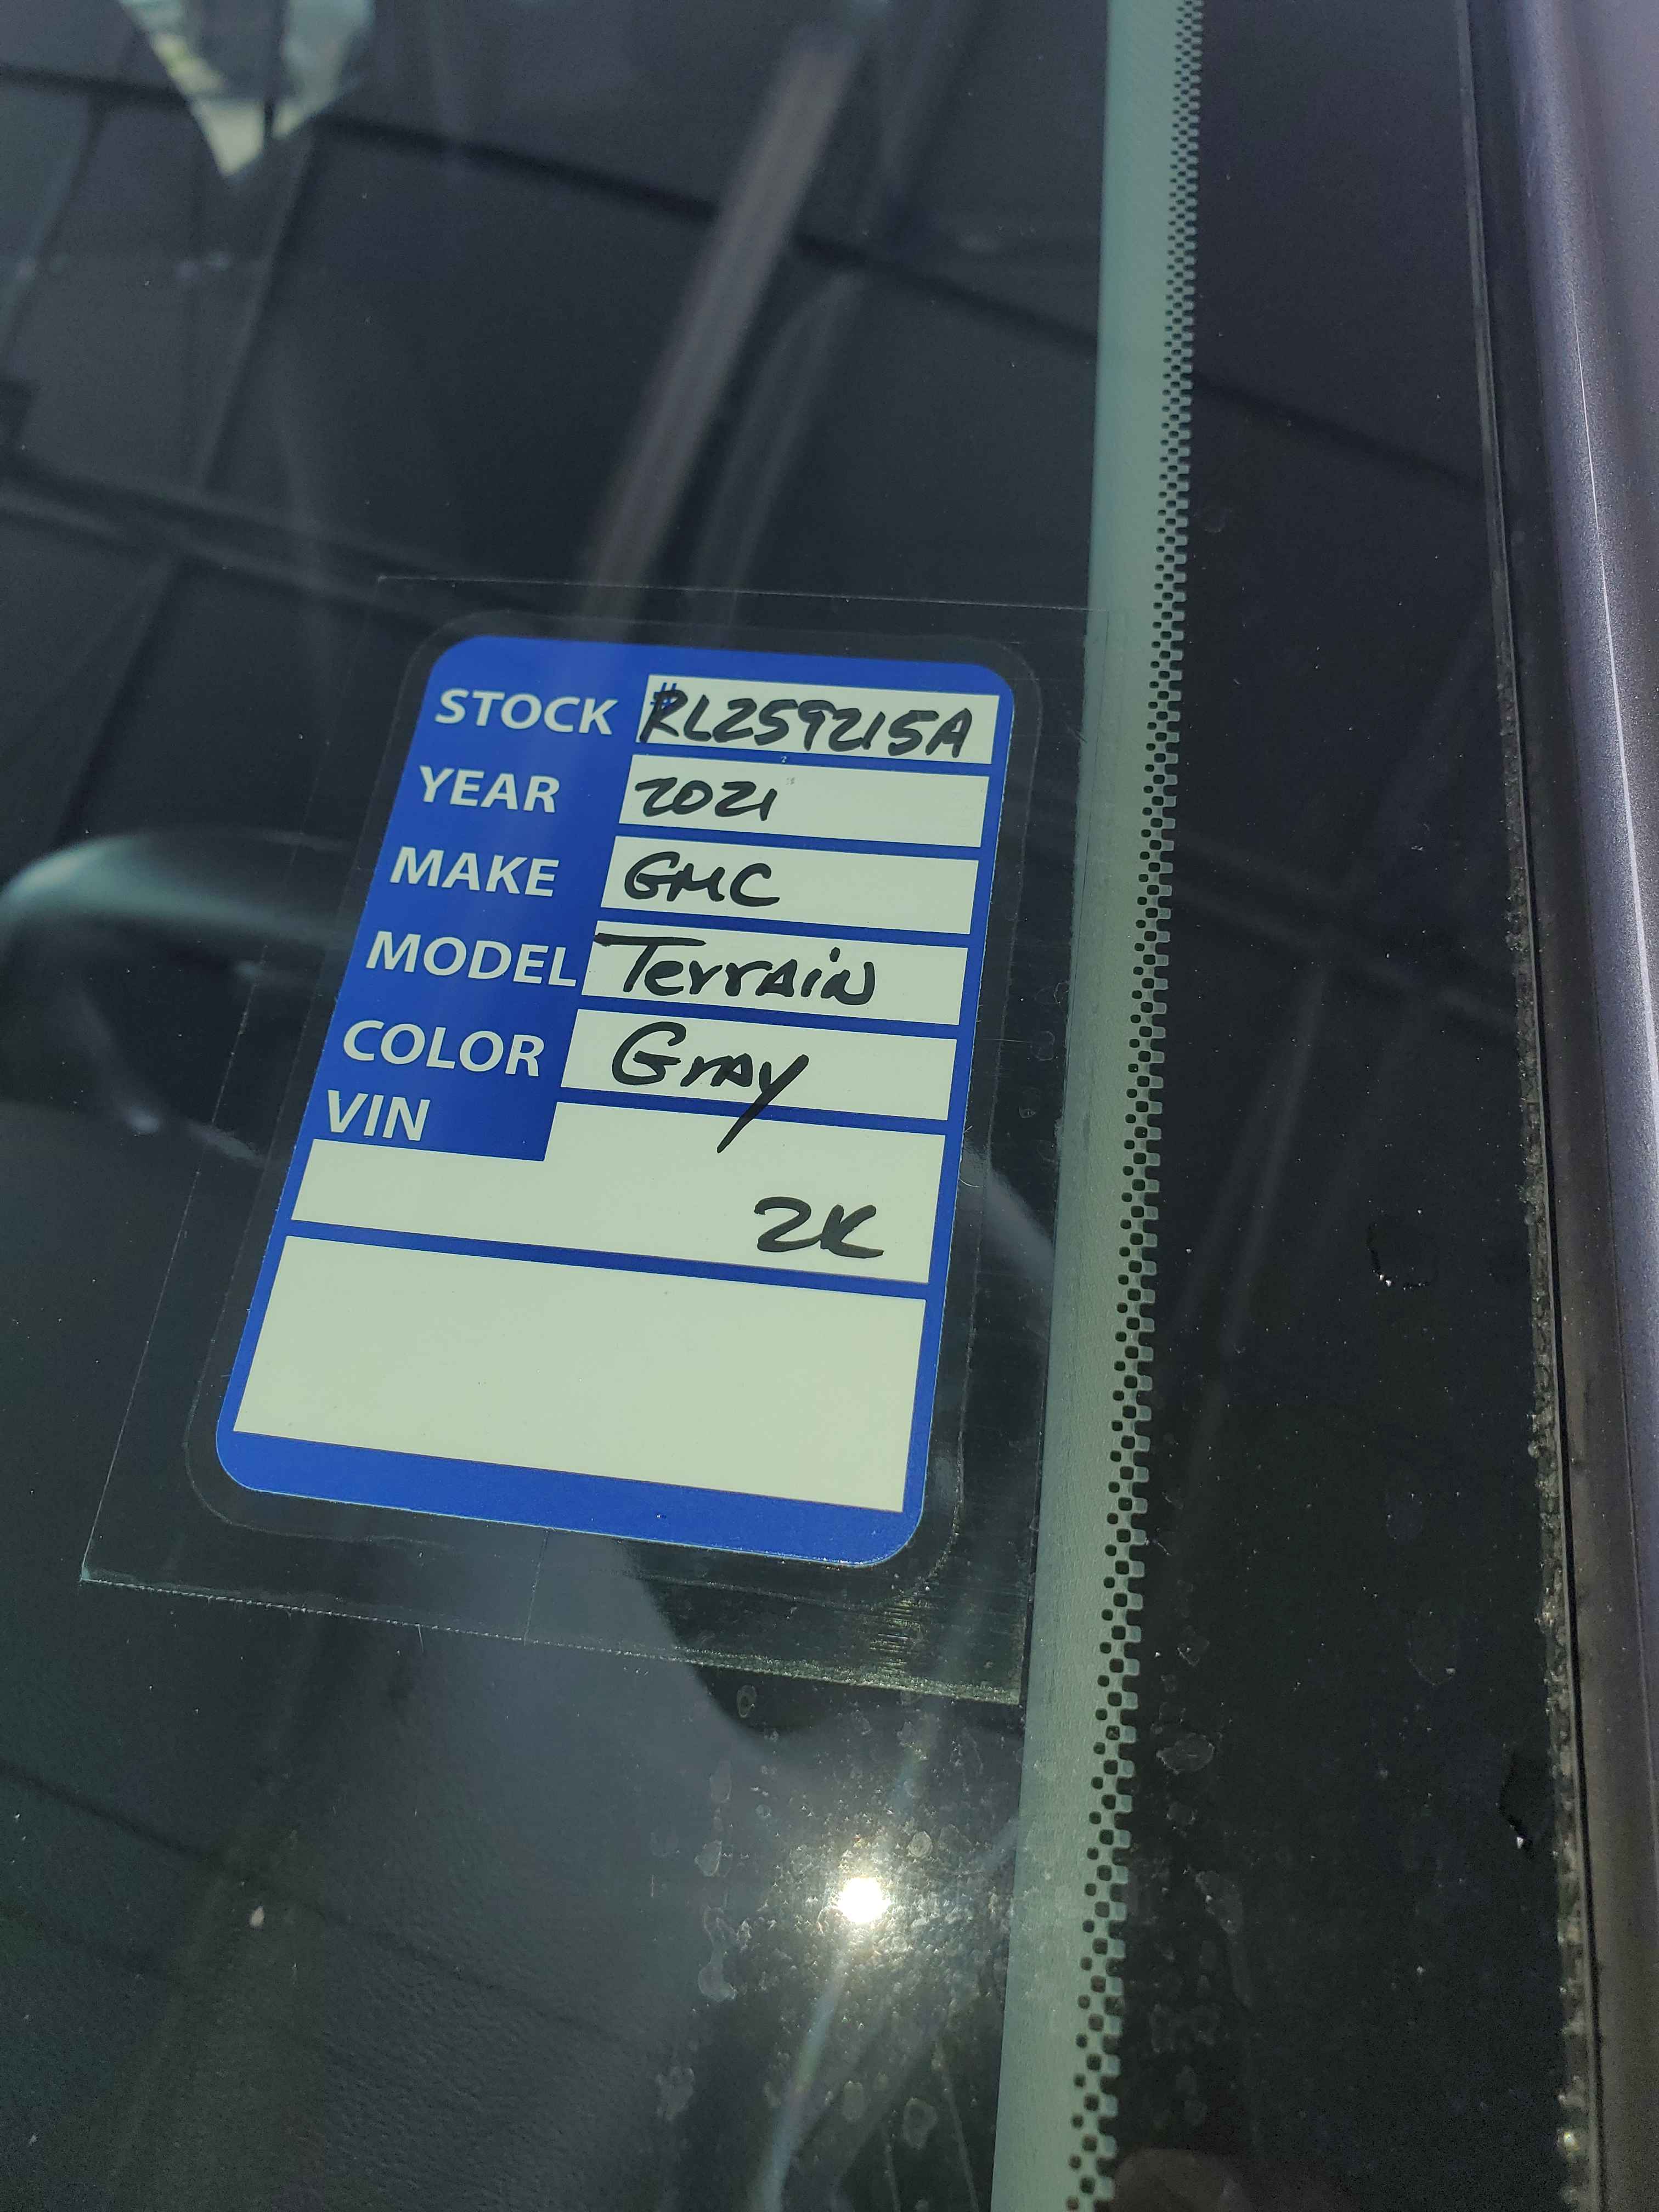 STOCK # RL259215A
YEAR 2021
MAKE GMC
MODEL Terrain
COLOR Gray
VIN
2K